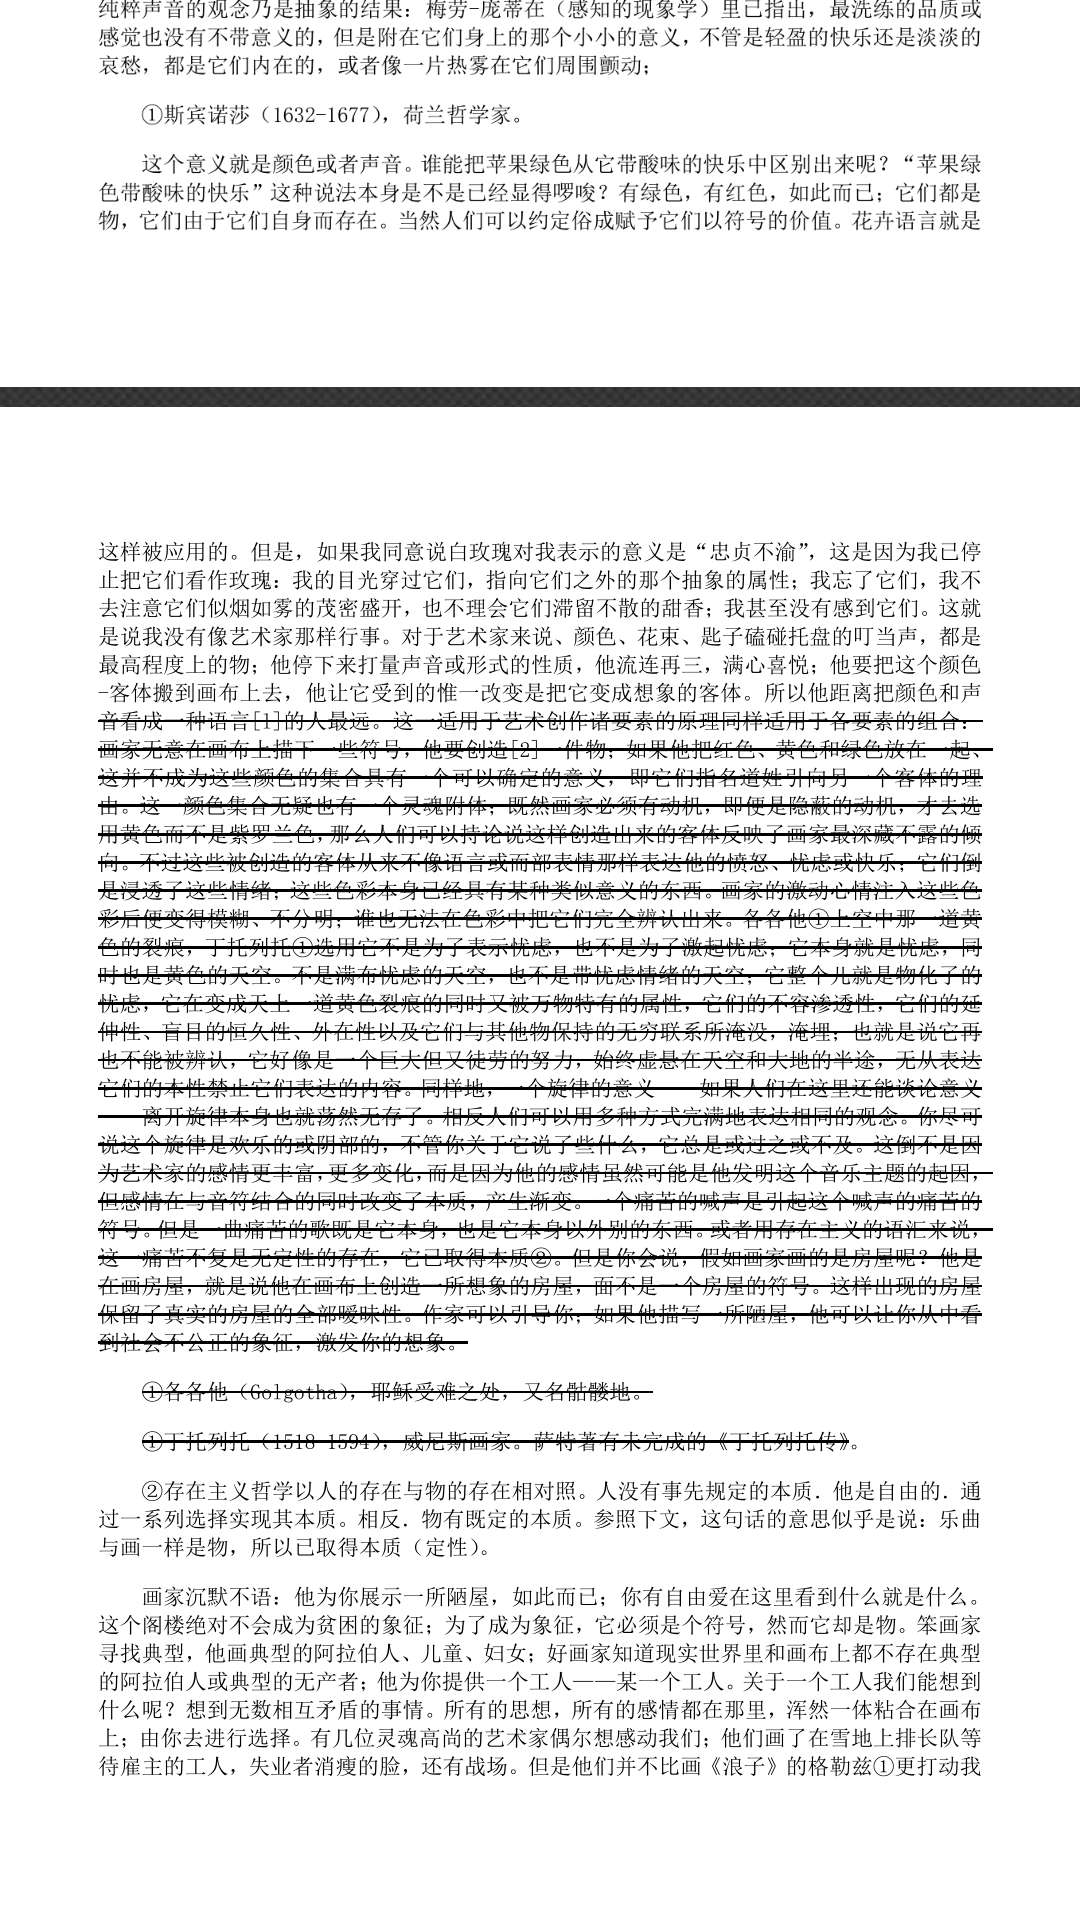 纯粹声音的观念乃是抽象的结果：梅劳-庞蒂在（感知的现象学）里已指出，最洗练的品质或
感觉也没有不带意义的，但是附在它们身上的那个小小的意义，不管是轻盈的快乐还是淡淡的
哀愁，都是它们内在的，或者像一片热雾在它们周围颤动；
①斯宾诺莎（1632-1677），荷兰哲学家。
这个意义就是颜色或者声音。谁能把苹果绿色从它带酸味的快乐中区别出来呢？“苹果绿
色带酸味的快乐”这种说法本身是不是已经显得啰唆？有绿色，有红色，如此而已；它们都是
物，它们由于它们自身而存在。当然人们可以约定俗成赋予它们以符号的价值。花卉语言就是
这样被应用的。但是，如果我同意说白玫瑰对我表示的意义是“忠贞不渝”，这是因为我已停
止把它们看作玫瑰：我的目光穿过它们，指向它们之外的那个抽象的属性；我忘了它们，我不
去注意它们似烟如雾的茂密盛开，也不理会它们滞留不散的甜香；我甚至没有感到它们。这就
是说我没有像艺术家那样行事。对于艺术家来说、颜色、花束、匙子磕碰托盘的叮当声，都是
最高程度上的物；他停下来打量声音或形式的性质，他流连再三，满心喜悦；他要把这个颜色
-客体搬到画布上去，他让它受到的惟一改变是把它变成想象的客体。所以他距离把颜色和声
音看成一种语言[1]的人最远。这一适用于艺术创作诸要素的原理同样适用于各要素的组合：
画家无意在画布上描下一些符号，他要创造[2]一件物；如果他把红色、黄色和绿色放在一起、
这并不成为这些颜色的集合具有一个可以确定的意义，即它们指名道姓引向另一个客体的理
由。这一颜色集合无疑也有一个灵魂附体；既然画家必须有动机，即便是隐蔽的动机，才去选
用黄色而不是紫罗兰色，那么人们可以持论说这样创造出来的客体反映了画家最深藏不露的倾
向。不过这些被创造的客体从来不像语言或而部表情那样表达他的愤怒、忧虑或快乐；它们倒
是浸透了这些情绪；这些色彩本身已经具有某种类似意义的东西。画家的激动心情注入这些色
彩后便变得模糊、不分明；谁也无法在色彩中把它们完全辨认出来。各各他①上空中那一道黄
色的裂痕，丁托列托①选用它不是为了表示忧虑，也不是为了激起忧虑；它本身就是忧虑，同
时也是黄色的天空。不是满布忧虑的天空，也不是带忧虑情绪的天空；它整个儿就是物化了的
忧虑，它在变成天上一道黄色裂痕的同时又被万物特有的属性，它们的不容渗透性，它们的延
伸性、盲目的恒久性、外在性以及它们与其他物保持的无穷联系所淹没，淹埋；也就是说它再
也不能被辨认，它好像是一个巨大但又徒劳的努力，始终虚悬在天空和大地的半途，无从表达
它们的本性禁止它们表达的内容。同样地，一个旋律的意义——如果人们在这里还能谈论意义
——离开旋律本身也就荡然无存了。相反人们可以用多种方式完满地表达相同的观念。你尽可
说这个旋律是欢乐的或阴部的，不管你关于它说了些什么，它总是或过之或不及。这倒不是因
为艺术家的感情更丰富，更多变化，而是因为他的感情虽然可能是他发明这个音乐主题的起因，
但感情在与音符结合的同时改变了本质，产生渐变。一个痛苦的喊声是引起这个喊声的痛苦的
符号。但是一曲痛苦的歌既是它本身，也是它本身以外别的东西。或者用存在主义的语汇来说，
这一痛苦不复是无定性的存在，它已取得本质②。但是你会说，假如画家画的是房屋呢？他是
在画房屋，就是说他在画布上创造一所想象的房屋，面不是一个房屋的符号。这样出现的房屋
保留了真实的房屋的全部暧昧性。作家可以引导你；如果他描写一所陋屋，他可以让你从中看
到社会不公正的象征，激发你的想象。
①各各他（Golgotha），耶稣受难之处，又名骷髅地。
①丁托列托（1518-1594），威尼斯画家。萨特著有未完成的《丁托列托传》。
②存在主义哲学以人的存在与物的存在相对照。人没有事先规定的本质．他是自由的．通
过一系列选择实现其本质。相反．物有既定的本质。参照下文，这句话的意思似乎是说：乐曲
与画一样是物，所以已取得本质（定性）。
画家沉默不语：他为你展示一所陋屋，如此而已；你有自由爱在这里看到什么就是什么。
这个阁楼绝对不会成为贫困的象征；为了成为象征，它必须是个符号，然而它却是物。笨画家
寻找典型，他画典型的阿拉伯人、儿童、妇女；好画家知道现实世界里和画布上都不存在典型
的阿拉伯人或典型的无产者；他为你提供一个工人——某一个工人。关于一个工人我们能想到
什么呢？想到无数相互矛盾的事情。所有的思想，所有的感情都在那里，浑然一体粘合在画布
上；由你去进行选择。有几位灵魂高尚的艺术家偶尔想感动我们；他们画了在雪地上排长队等
待雇主的工人，失业者消瘦的脸，还有战场。但是他们并不比画《浪子》的格勒兹①更打动我